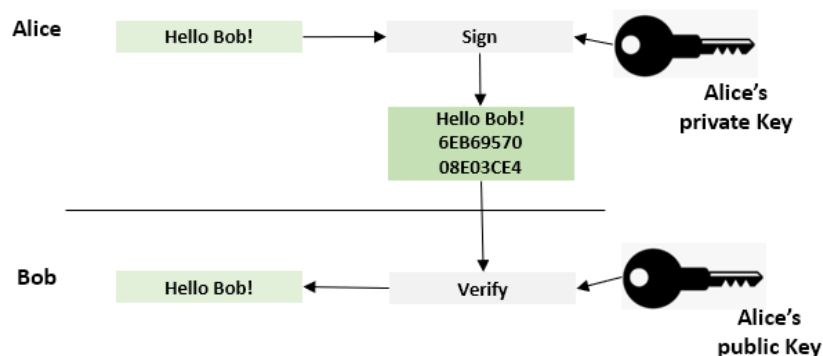 Alice
Hello Bob!
Sign
Alice's
private Key
Hello Bob!
6EB69570
08E03CE4
Bob
Hello Bob!
Verify
Alice's
public Key